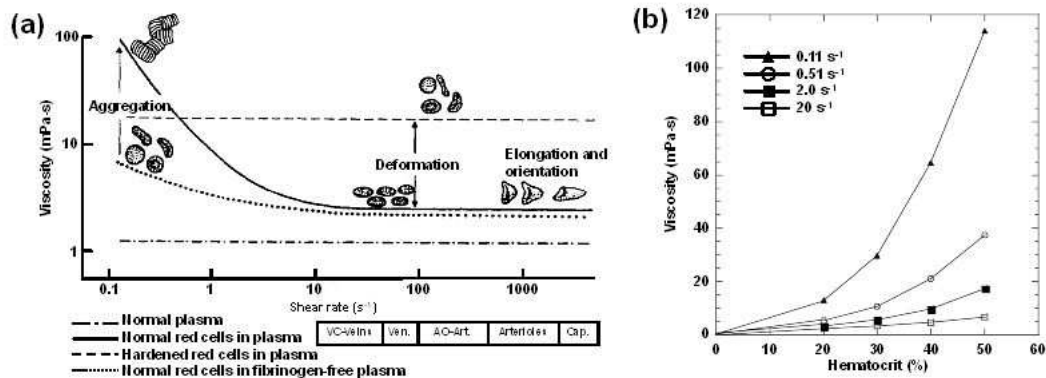 (a)
100
10
1
Viscosity (mPa·s)
Aggregation
Deformation
Elongation and
orientation
0.1 1 10 100 1000
Shear rate (s⁻¹)
VC-Veins Ven. AO-Art. Arterioles Cap.
Normal plasma
Normal red cells in plasma
Hardened red cells in plasma
Normal red cells in fibrinogen-free plasma
(b)
120
100
80
60
40
20
0
Viscosity (mPa·s)
0.11 s⁻¹
0.51 s⁻¹
2.0 s⁻¹
20 s⁻¹
0 10 20 30 40 50 60
Hematocrit (%)